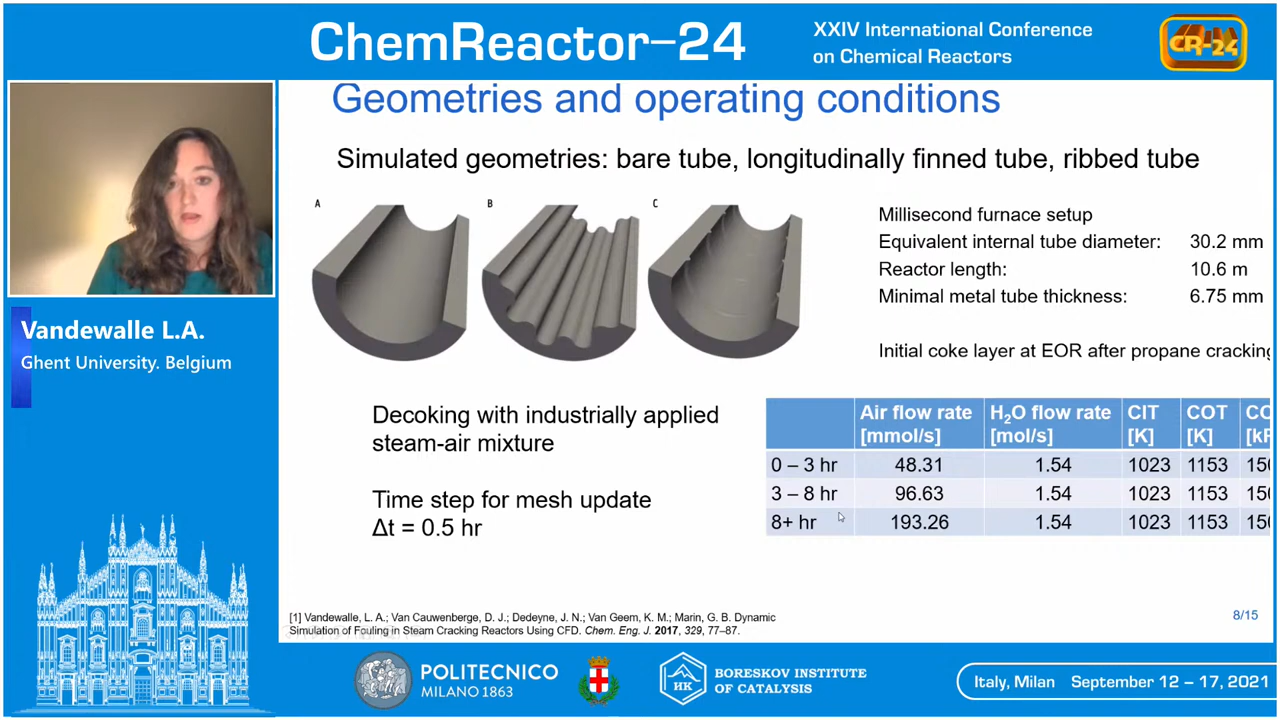 ChemReactor-24
XXIV International Conference
on Chemical Reactors
CR-24
Vandewalle L.A.
Ghent University. Belgium
Geometries and operating conditions
Simulated geometries: bare tube, longitudinally finned tube, ribbed tube
A B C
Millisecond furnace setup
Equivalent internal tube diameter: 30.2 mm
Reactor length: 10.6 m
Minimal metal tube thickness: 6.75 mm
Initial coke layer at EOR after propane cracking
Decoking with industrially applied
steam-air mixture
Time step for mesh update
Δt = 0.5 hr
Air flow rate [mmol/s] H₂O flow rate [mol/s] CIT [K] COT [K]
0 – 3 hr 48.31 1.54 1023 1153
3 – 8 hr 96.63 1.54 1023 1153
8+ hr 193.26 1.54 1023 1153
[1] Vandewalle, L. A.; Van Cauwenberge, D. J.; Dedeyne, J. N.; Van Geem, K. M.; Marin, G. B. Dynamic
Simulation of Fouling in Steam Cracking Reactors Using CFD. Chem. Eng. J. 2017, 329, 77–87.
8/15
POLITECNICO
MILANO 1863
HK
BORESKOV INSTITUTE
OF CATALYSIS
Italy, Milan September 12 – 17, 2021